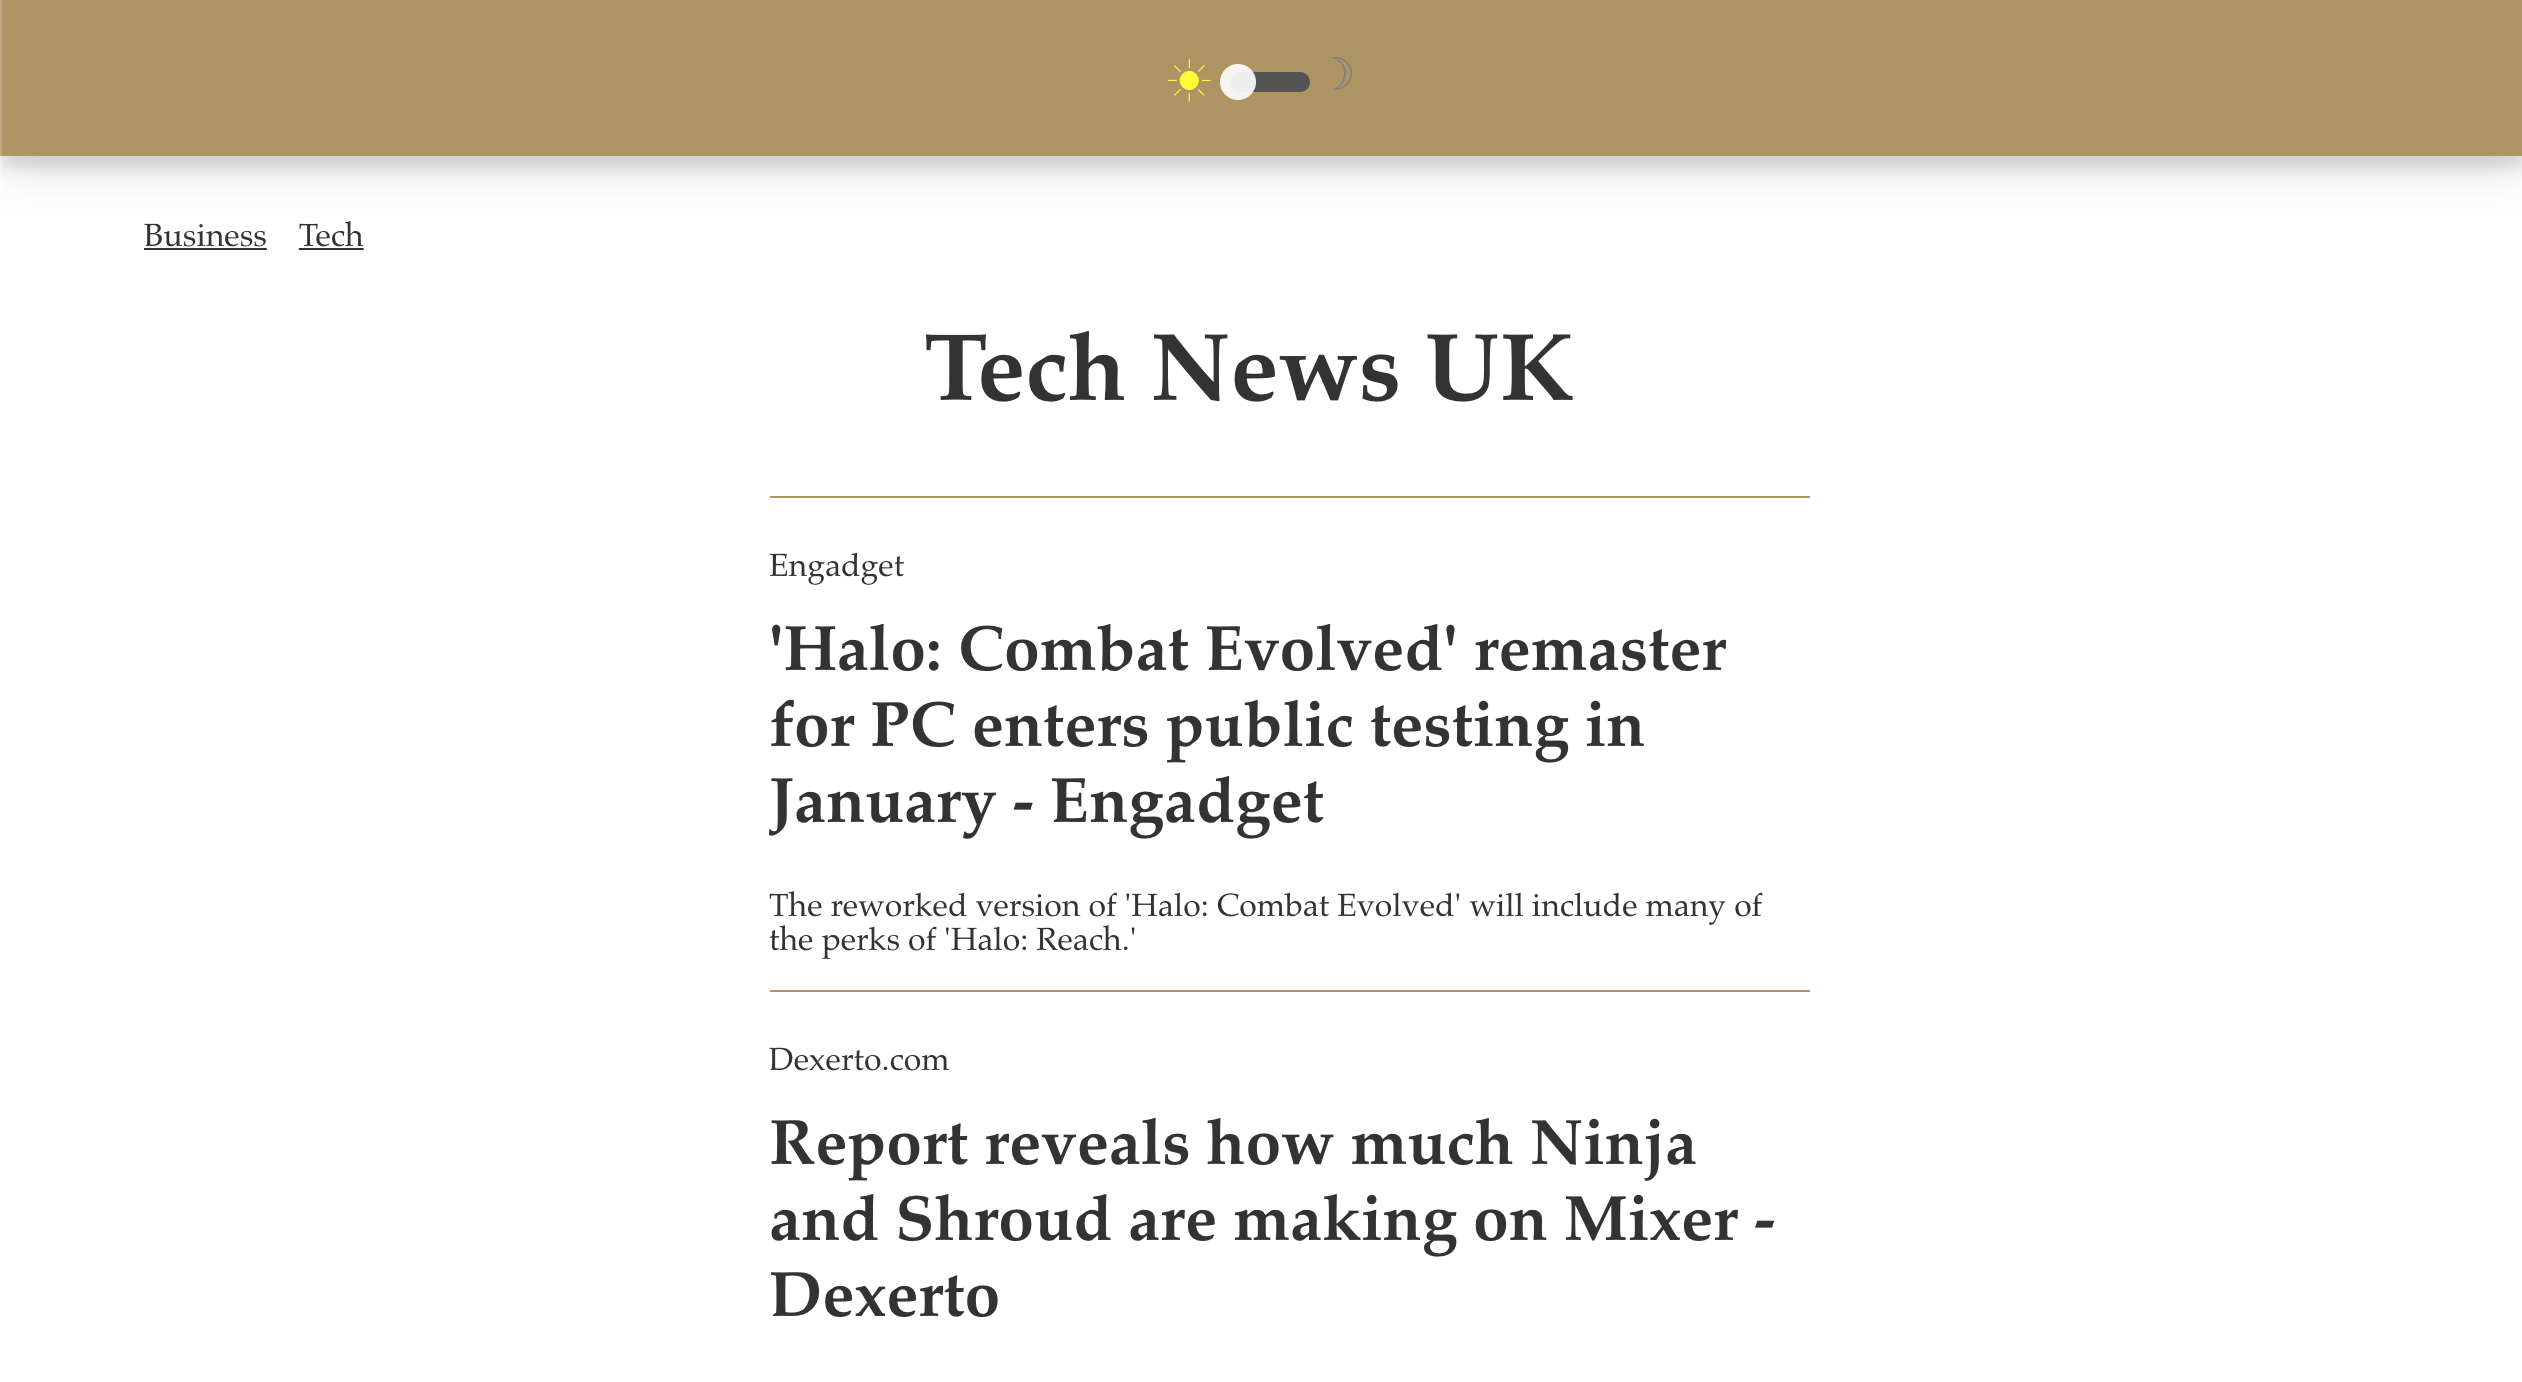 Business Tech
Tech News UK
Engadget
'Halo: Combat Evolved' remaster
for PC enters public testing in
January - Engadget
The reworked version of 'Halo: Combat Evolved' will include many of
the perks of 'Halo: Reach.'
Dexerto.com
Report reveals how much Ninja
and Shroud are making on Mixer -
Dexerto